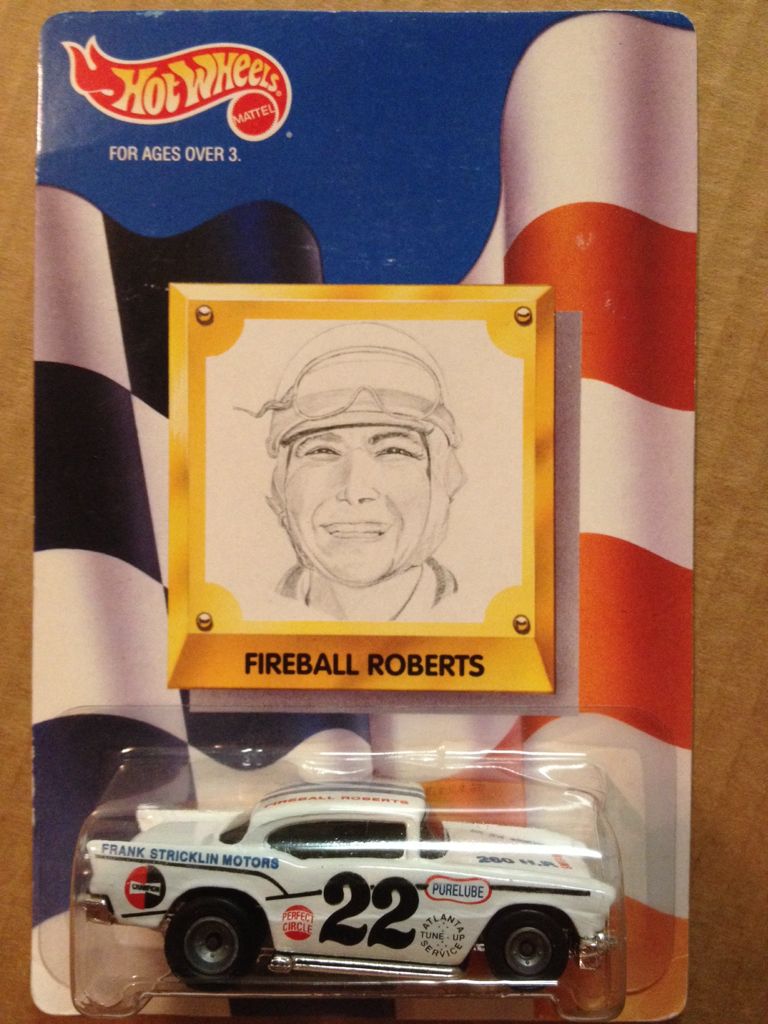 HOT WHEELS
MATTEL
FOR AGES OVER 3.
FIREBALL ROBERTS
FIREBALL ROBERTS
FRANK STRICKLIN MOTORS
260 H.P.
CHAMPION
PERFECT
CIRCLE
22
PURELUBE
ATLANTA
TUNE-UP
SERVICE